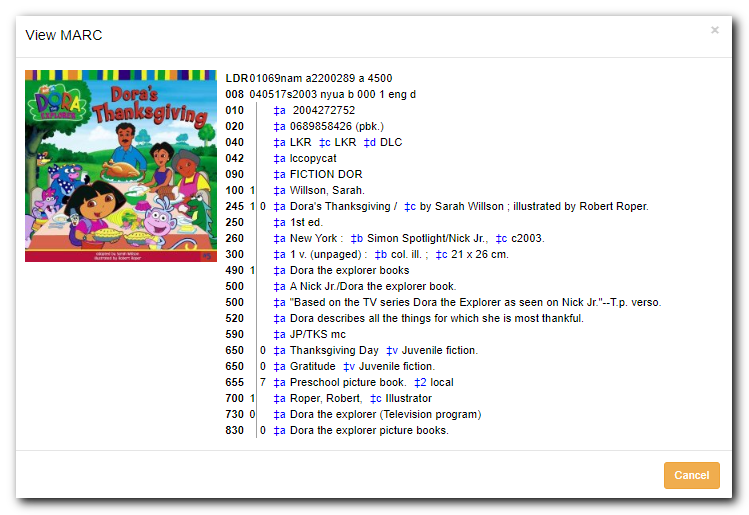 View MARC
×
DORA
the EXPLORER
Dora's
Thanksgiving
adapted by Sarah Willson
illustrated by Robert Roper
LDR 01069nam a2200289 a 4500
008 040517s2003 nyua b 000 1 eng d
010 ‡a 2004272752
020 ‡a 0689858426 (pbk.)
040 ‡a LKR ‡c LKR ‡d DLC
042 ‡a lccopycat
090 ‡a FICTION DOR
100 1 ‡a Willson, Sarah.
245 1 0 ‡a Dora's Thanksgiving / ‡c by Sarah Willson ; illustrated by Robert Roper.
250 ‡a 1st ed.
260 ‡a New York : ‡b Simon Spotlight/Nick Jr., ‡c c2003.
300 ‡a 1 v. (unpaged) : ‡b col. ill. ; ‡c 21 x 26 cm.
490 1 ‡a Dora the explorer books
500 ‡a A Nick Jr./Dora the explorer book.
500 ‡a "Based on the TV series Dora the Explorer as seen on Nick Jr."--T.p. verso.
520 ‡a Dora describes all the things for which she is most thankful.
590 ‡a JP/TKS mc
650 0 ‡a Thanksgiving Day ‡v Juvenile fiction.
650 0 ‡a Gratitude ‡v Juvenile fiction.
655 7 ‡a Preschool picture book. ‡2 local
700 1 ‡a Roper, Robert, ‡c Illustrator
730 0 ‡a Dora the explorer (Television program)
830 0 ‡a Dora the explorer picture books.
Cancel